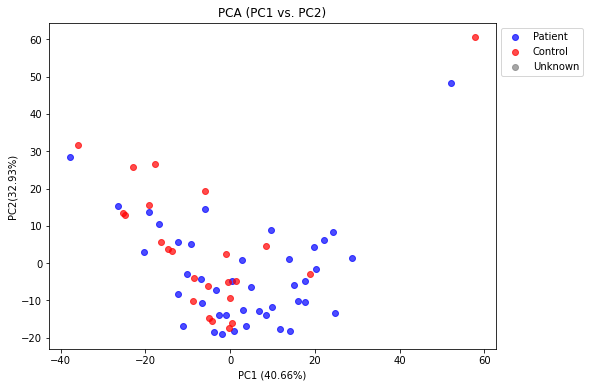 PCA (PC1 vs. PC2)
Patient
Control
Unknown
PC2(32.93%)
60
50
40
30
20
10
0
−10
−20
−40
−20
0
20
40
60
PC1 (40.66%)